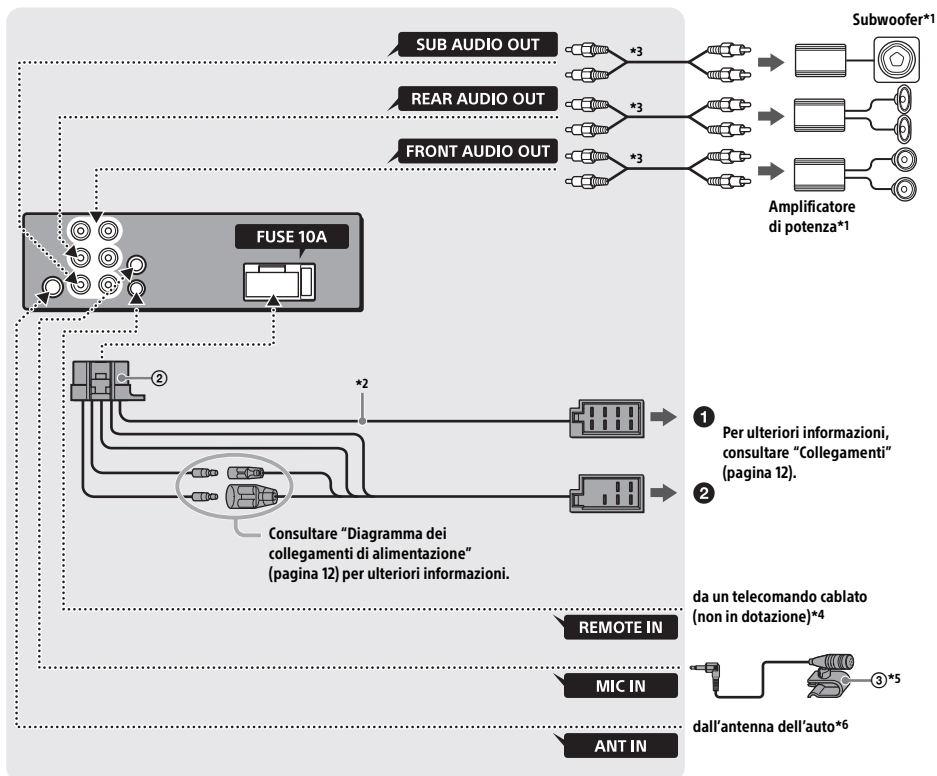 Subwoofer*1
SUB AUDIO OUT
*3
REAR AUDIO OUT
*3
FRONT AUDIO OUT
*3
Amplificatore
di potenza*1
FUSE 10A
②
*2
❶
Per ulteriori informazioni,
consultare “Collegamenti”
(pagina 12).
❷
Consultare “Diagramma dei
collegamenti di alimentazione”
(pagina 12) per ulteriori informazioni.
da un telecomando cablato
(non in dotazione)*4
REMOTE IN
MIC IN
③*5
dall’antenna dell’auto*6
ANT IN